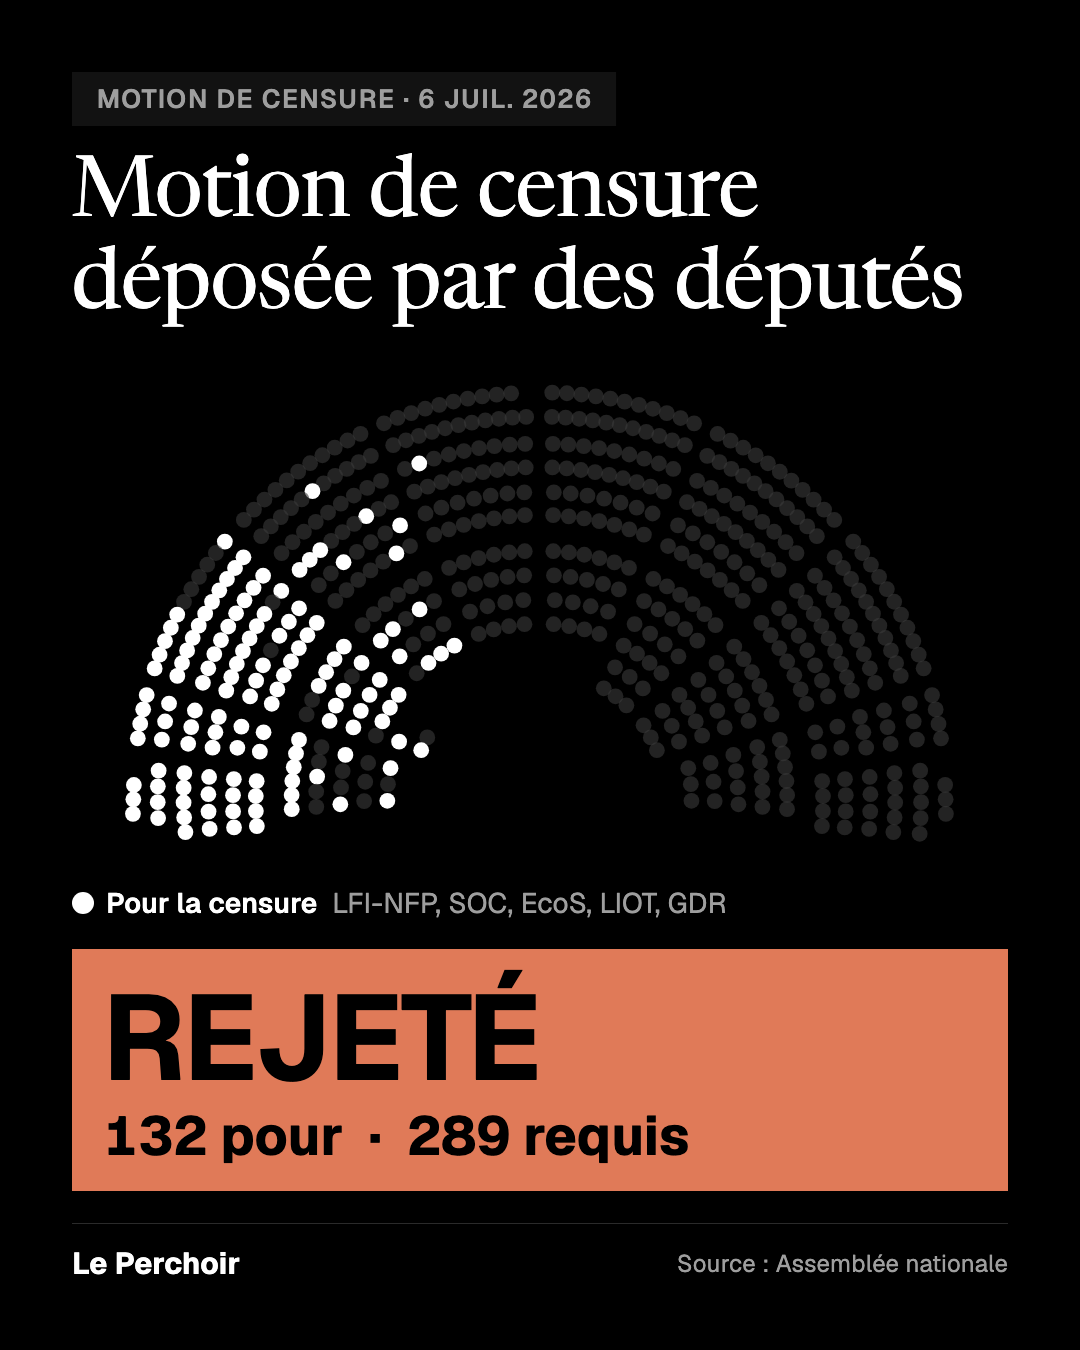 MOTION DE CENSURE · 6 JUIL. 2026
Motion de censure
déposée par des députés
Pour la censure LFI-NFP, SOC, EcoS, LIOT, GDR
REJETÉ
132 pour · 289 requis
Le Perchoir
Source : Assemblée nationale